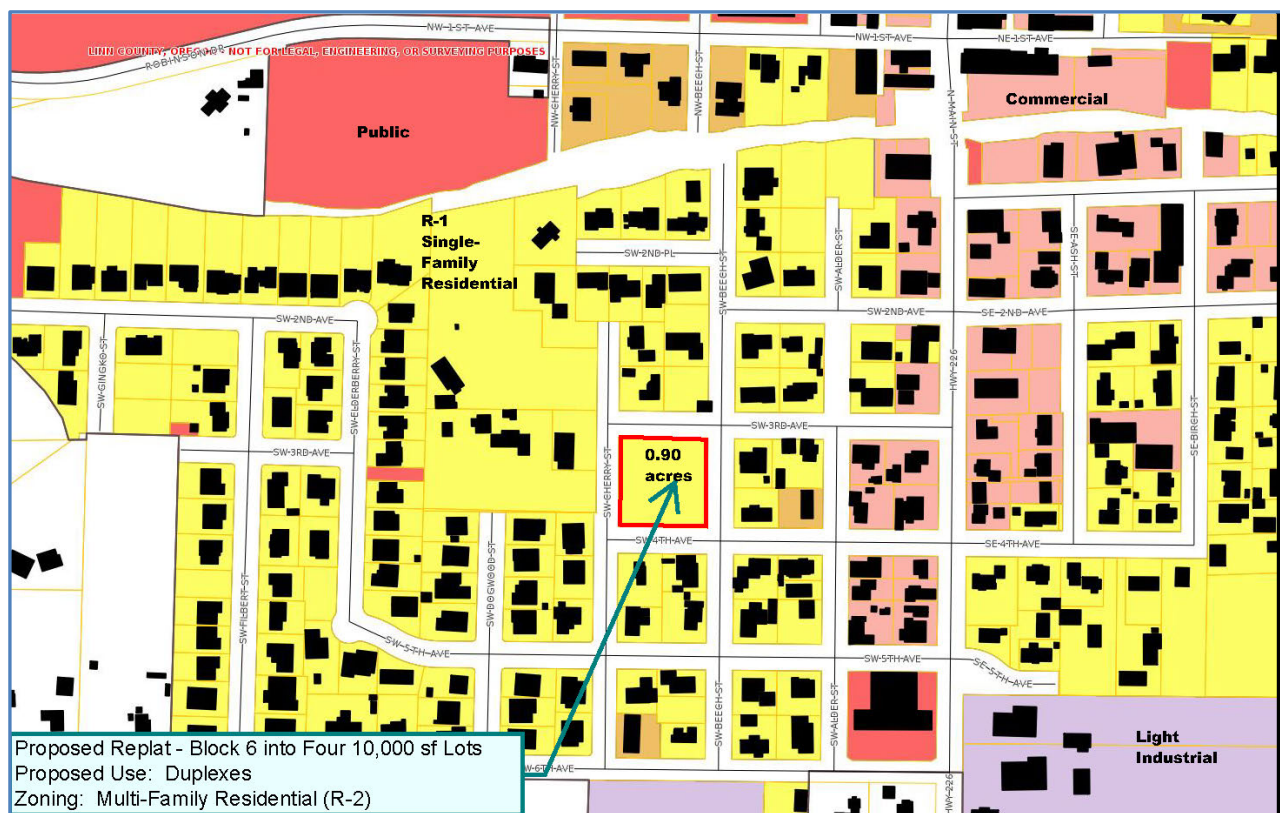 NW 1ST AVE
NW 1ST AVE
NE 1ST AVE
LINN COUNTY, OREGON - NOT FOR LEGAL, ENGINEERING, OR SURVEYING PURPOSES
ROBINSON DR
NW CHERRY ST
NW BEECH ST
N MAIN ST
Commercial
Public
R-1
Single-
Family
Residential
SW 2ND PL
SW BEECH ST
SW ALDER ST
SE ASH ST
SW 2ND AVE
SW 2ND AVE
SE 2ND AVE
SW GINGKO ST
SW ELDERBERRY ST
HWY 226
SE BIRCH ST
SW 3RD AVE
SW 3RD AVE
0.90
acres
SW CHERRY ST
SW 4TH AVE
SE 4TH AVE
SW FILBERT ST
SW DOGWOOD ST
SW 5TH AVE
SW 5TH AVE
SE 5TH AVE
SW BEECH ST
SW ALDER ST
Light
Industrial
SW 6TH AVE
HWY 226
Proposed Replat - Block 6 into Four 10,000 sf Lots
Proposed Use: Duplexes
Zoning: Multi-Family Residential (R-2)